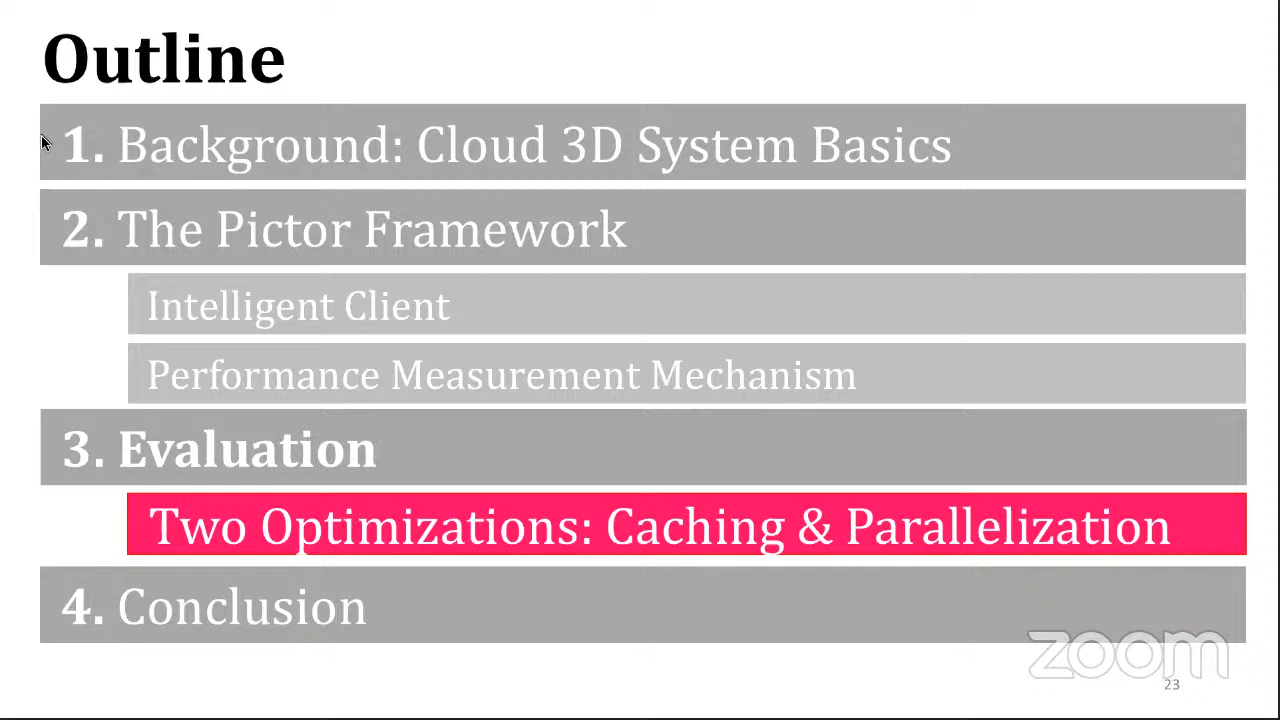 Outline
1. Background: Cloud 3D System Basics
2. The Pictor Framework
Intelligent Client
Performance Measurement Mechanism
3. Evaluation
Two Optimizations: Caching & Parallelization
4. Conclusion
zoom
23